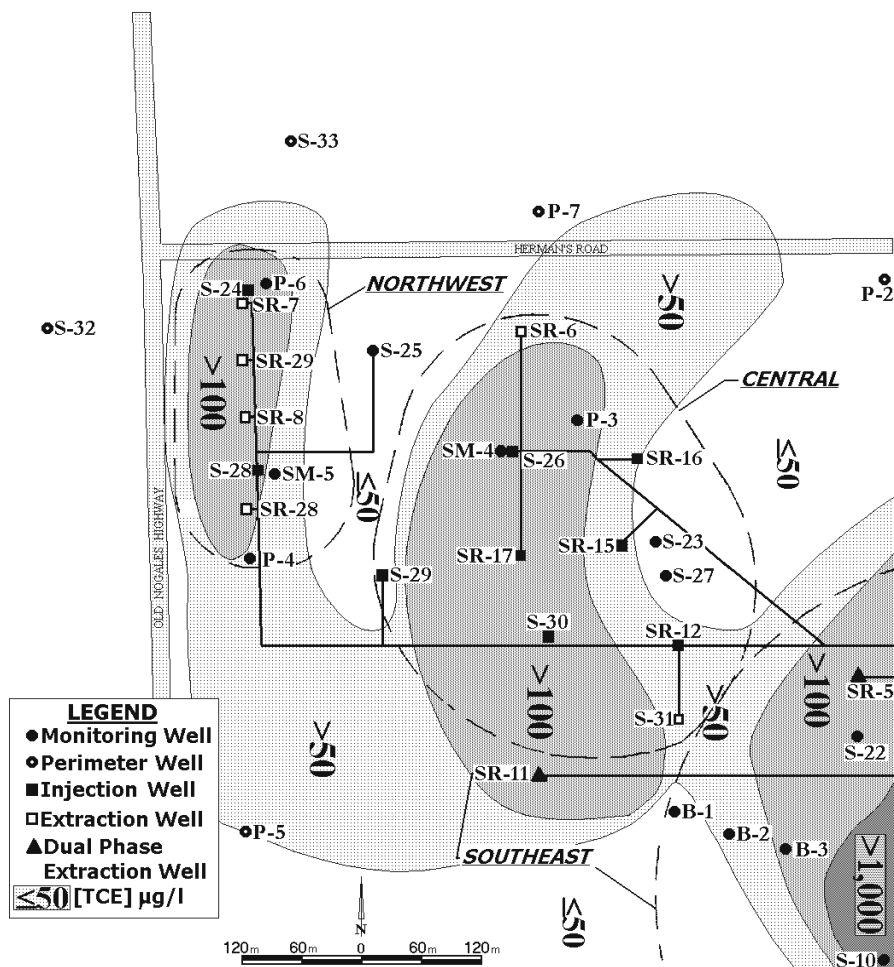 S-33
P-7
HERMAN'S ROAD
P-2
S-24
P-6
NORTHWEST
SR-7
>50
S-32
SR-6
S-25
SR-29
CENTRAL
>100
SR-8
P-3
SM-4
S-26
SR-16
≤50
S-28
SM-5
≤50
SR-28
SR-15
S-23
P-4
SR-17
S-29
S-27
OLD NOGALES HIGHWAY
S-30
SR-12
>100
>100
SR-5
≤50
S-31
>50
S-22
SR-11
P-5
B-1
B-2
B-3
SOUTHEAST
>1,000
≤50
S-10
LEGEND
Monitoring Well
Perimeter Well
Injection Well
Extraction Well
Dual Phase
Extraction Well
≤50 [TCE] µg/l
N
120m 60m 0 60m 120m